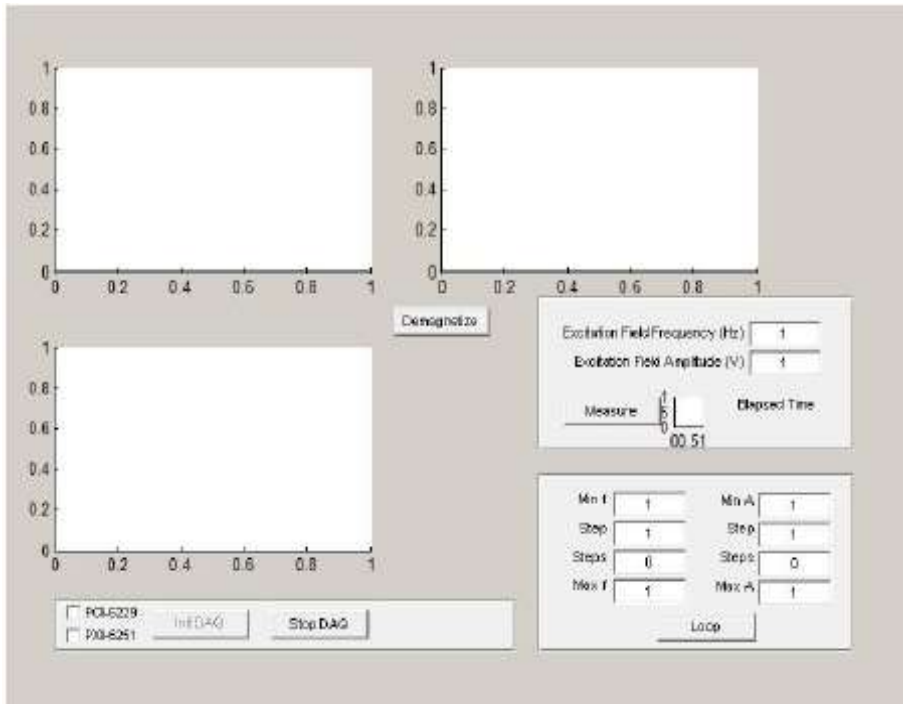 1
0.8
0.6
0.4
0.2
0
0 0.2 0.4 0.6 0.8 1
1
0.8
0.6
0.4
0.2
0
0 0.2 0.4 0.6 0.8 1
Demagnetize
Excitation Field Frequency (Hz) 1
Excitation Field Amplitude (V) 1
Measure
1
5
0
00.51
Elapsed Time
1
0.8
0.6
0.4
0.2
0
0 0.2 0.4 0.6 0.8 1
Min f 1 Min A 1
Step 1 Step 1
Steps 0 Steps 0
Max f 1 Max A 1
Loop
PCI-6229
PXI-6251
Init DAQ
Stop DAQ